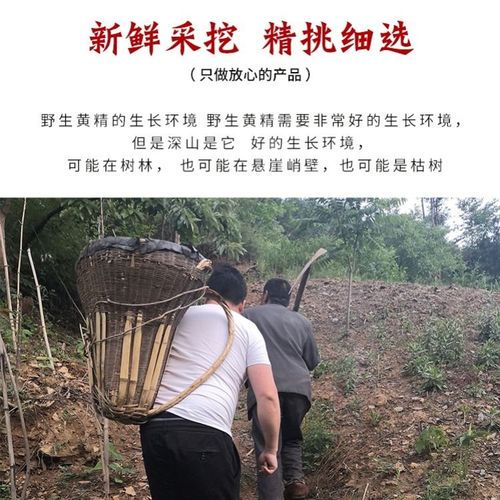 新鲜采挖 精挑细选
（只做放心的产品）
野生黄精的生长环境 野生黄精需要非常好的生长环境，
但是深山是它 好的生长环境，
可能在树林， 也可能在悬崖峭壁，也可能是枯树